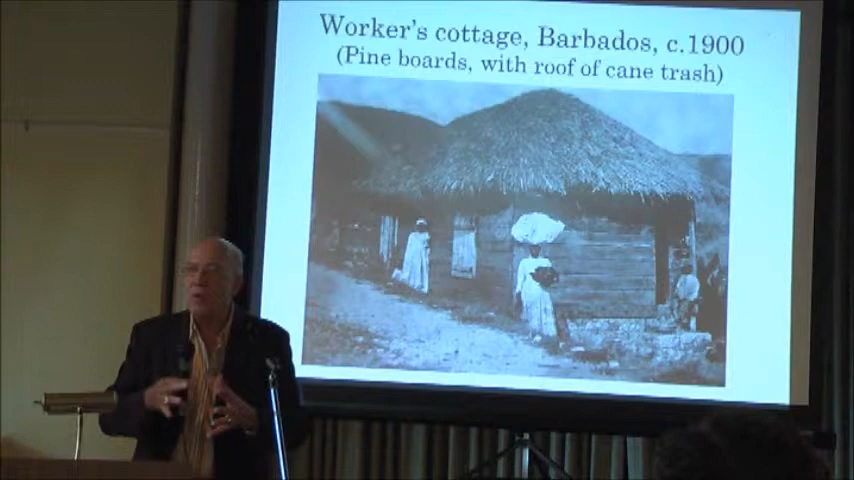 Worker's cottage, Barbados, c.1900
(Pine boards, with roof of cane trash)